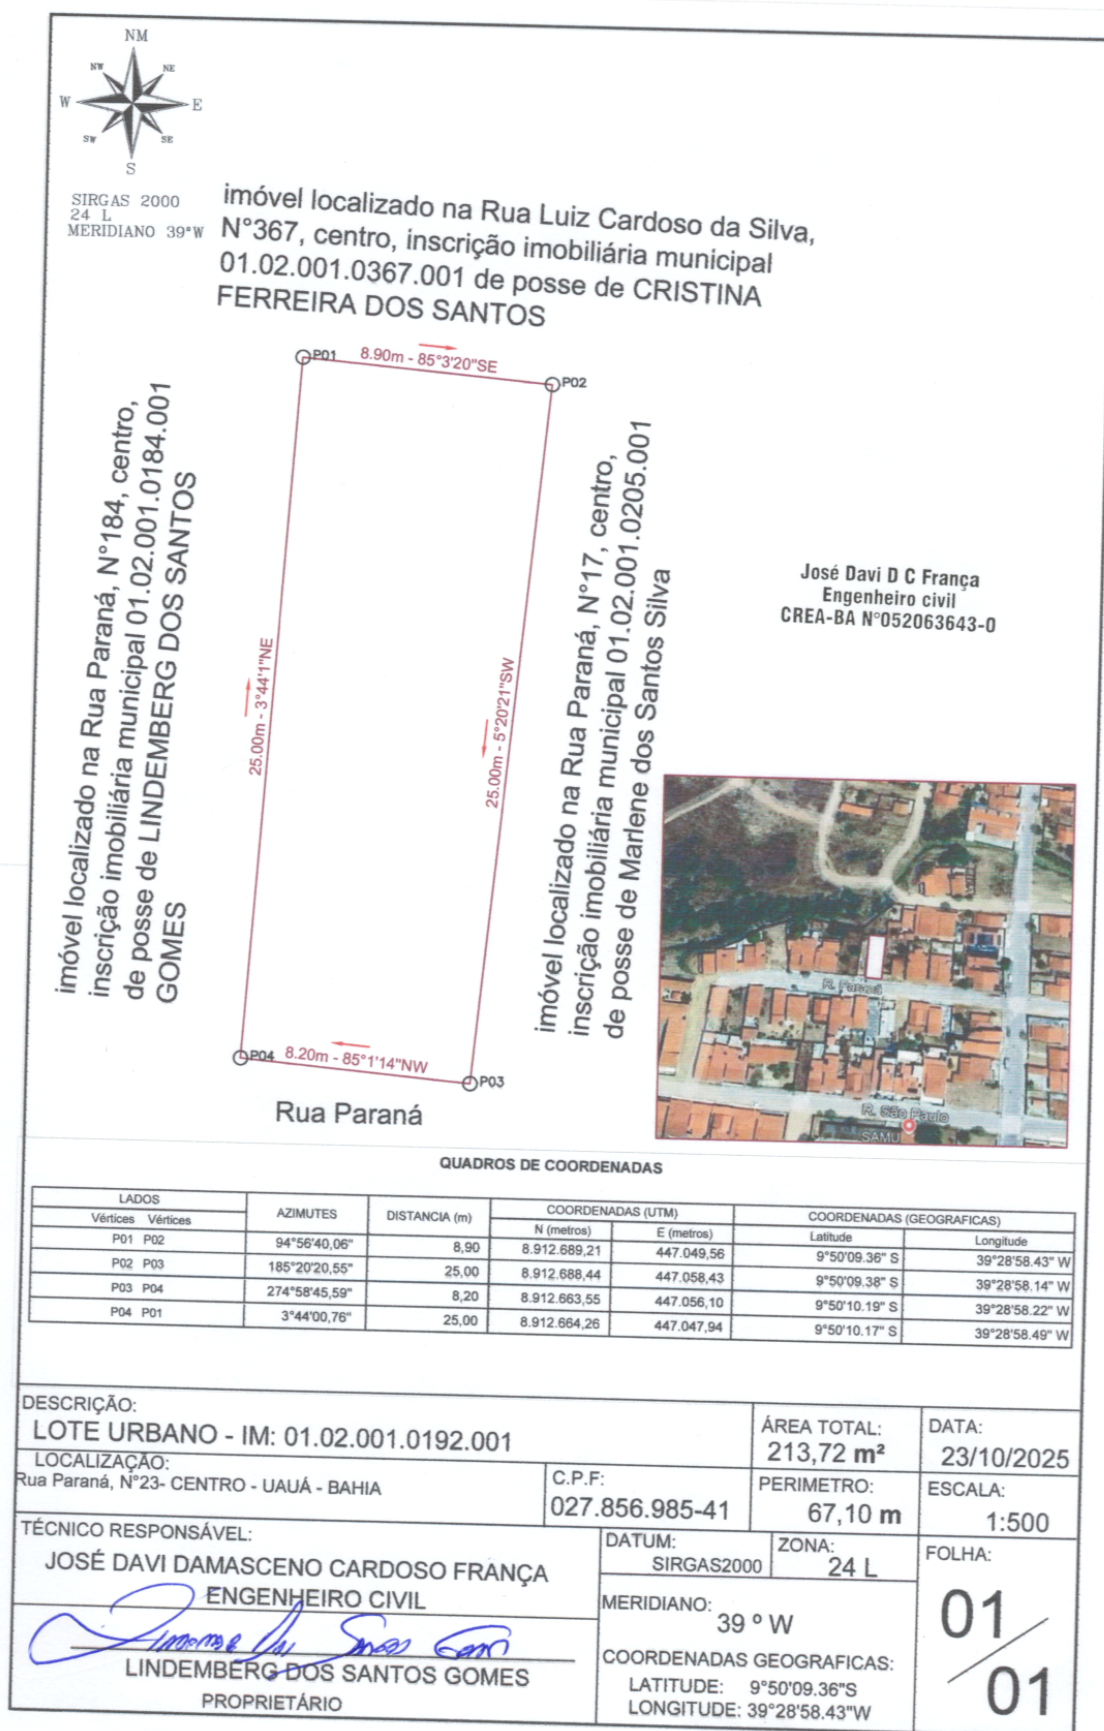 NM
NW NE
W E
SW SE
S
SIRGAS 2000
24 L
MERIDIANO 39°W
imóvel localizado na Rua Luiz Cardoso da Silva,
N°367, centro, inscrição imobiliária municipal
01.02.001.0367.001 de posse de CRISTINA
FERREIRA DOS SANTOS
P01 8.90m - 85°3'20"SE P02
imóvel localizado na Rua Paraná, N°184, centro,
inscrição imobiliária municipal 01.02.001.0184.001
de posse de LINDEMBERG DOS SANTOS
GOMES
25.00m - 3°44'1"NE
25.00m - 5°20'21"SW
imóvel localizado na Rua Paraná, N°17, centro,
inscrição imobiliária municipal 01.02.001.0205.001
de posse de Marlene dos Santos Silva
José Davi D C França
Engenheiro civil
CREA-BA N°052063643-0
R. Paraná
R. São Paulo
SAMU
P04 8.20m - 85°1'14"NW P03
Rua Paraná
QUADROS DE COORDENADAS
LADOS AZIMUTES DISTANCIA (m) COORDENADAS (UTM) COORDENADAS (GEOGRAFICAS)
Vértices Vértices N (metros) E (metros) Latitude Longitude
P01 P02 94°56'40,06" 8,90 8.912.689,21 447.049,56 9°50'09.36" S 39°28'58.43" W
P02 P03 185°20'20,55" 25,00 8.912.688,44 447.058,43 9°50'09.38" S 39°28'58.14" W
P03 P04 274°58'45,59" 8,20 8.912.663,55 447.056,10 9°50'10.19" S 39°28'58.22" W
P04 P01 3°44'00,76" 25,00 8.912.664,26 447.047,94 9°50'10.17" S 39°28'58.49" W
DESCRIÇÃO:
LOTE URBANO - IM: 01.02.001.0192.001
ÁREA TOTAL:
213,72 m²
DATA:
23/10/2025
LOCALIZAÇÃO:
Rua Paraná, N°23- CENTRO - UAUÁ - BAHIA
C.P.F:
027.856.985-41
PERIMETRO:
67,10 m
ESCALA:
1:500
TÉCNICO RESPONSÁVEL:
JOSÉ DAVI DAMASCENO CARDOSO FRANÇA
ENGENHEIRO CIVIL
DATUM:
SIRGAS2000
ZONA:
24 L
FOLHA:
01
01
MERIDIANO:
39 ° W
COORDENADAS GEOGRAFICAS:
LATITUDE: 9°50'09.36"S
LONGITUDE: 39°28'58.43"W
LINDEMBERG DOS SANTOS GOMES
PROPRIETÁRIO